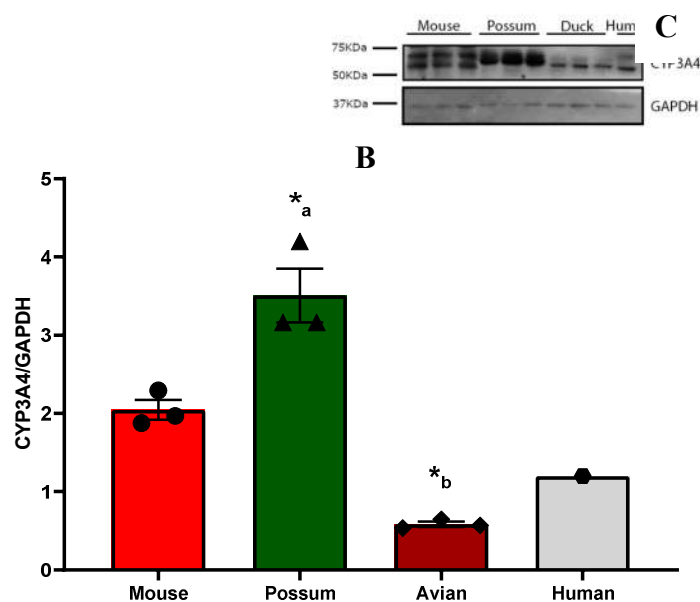 Mouse Possum Duck Hum C
75KDa
CYP3A4
50KDa
37KDa GAPDH
B
5
*a
4
3
2
*b
1
0
CYP3A4/GAPDH
Mouse Possum Avian Human